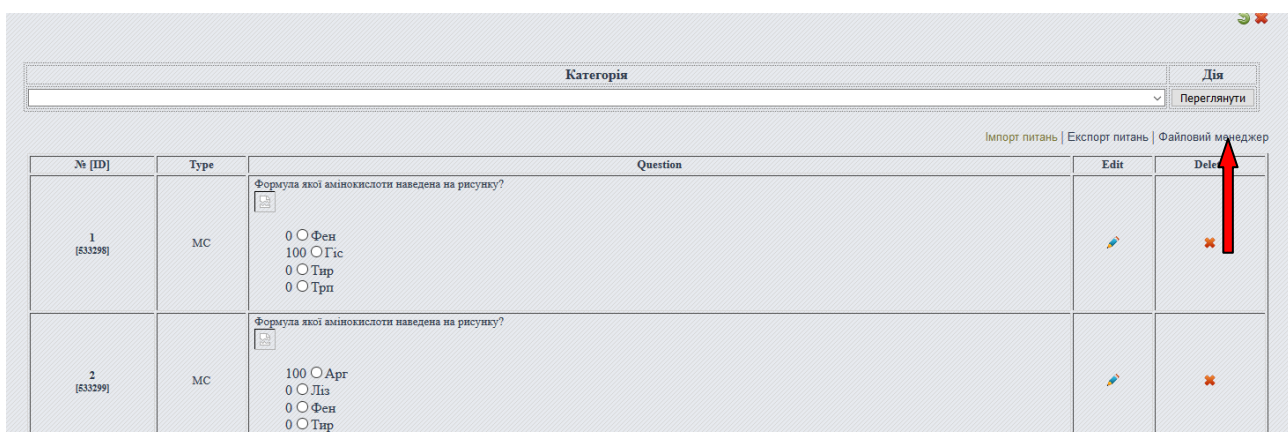 Категорія Дія
Переглянути
Імпорт питань | Експорт питань | Файловий менеджер
№ [ID] Type Question Edit Delete
Формула якої амінокислоти наведена на рисунку?
0 Фен
1 [533298] MC 100 Гіс
0 Тир
0 Трп
Формула якої амінокислоти наведена на рисунку?
100 Арг
2 [533299] MC 0 Ліз
0 Фен
0 Тир